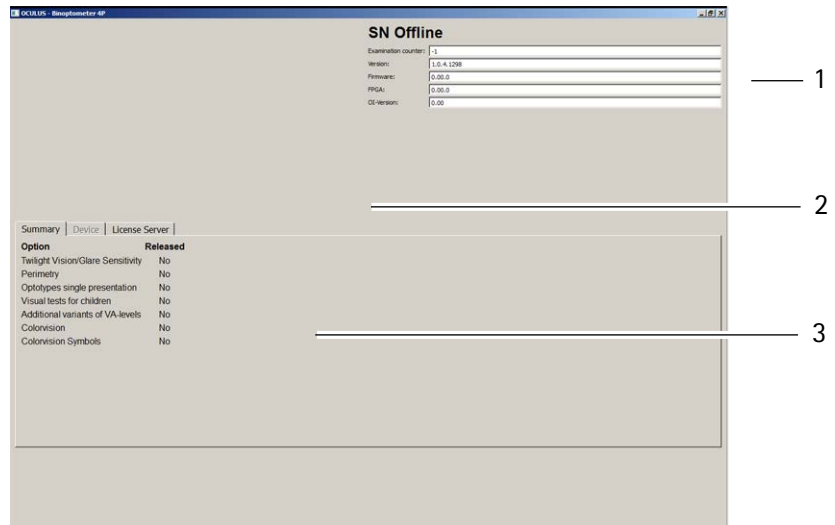 OCULUS - Binoptometer 4P
SN Offline
Examination counter: -1
Version: 1.0.4.1298
Firmware: 0.00.0
FPGA: 0.00.0
OI-Version: 0.00
1
2
Summary Device License Server
Option Released
Twilight Vision/Glare Sensitivity No
Perimetry No
Optotypes single presentation No
Visual tests for children No
Additional variants of VA-levels No
Colorvision No
Colorvision Symbols No
3